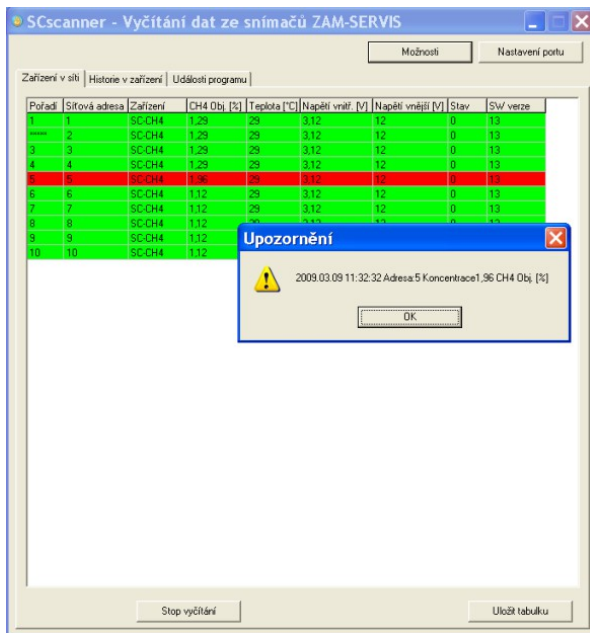 SCscanner - Vyčítání dat ze snímačů ZAM-SERVIS
Možnosti Nastavení portu
Zařízení v síti Historie v zařízení Události programu
Pořadí Síťová adresa Zařízení CH4 Obj. [%] Teplota [°C] Napětí vnitř. [V] Napětí vnější [V] Stav SW verze
1 1 SC-CH4 1,29 29 3,12 12 0 13
***** 2 SC-CH4 1,29 29 3,12 12 0 13
3 3 SC-CH4 1,29 29 3,12 12 0 13
4 4 SC-CH4 1,29 29 3,12 12 0 13
5 5 SC-CH4 1,96 29 3,12 12 0 13
6 6 SC-CH4 1,12 29 3,12 12 0 13
7 7 SC-CH4 1,12 29 3,12 12 0 13
8 8 SC-CH4 1,12 29 3,12 12 0 13
9 9 SC-CH4 1,12
10 10 SC-CH4 1,12
Upozornění
2009.03.09 11:32:32 Adresa:5 Koncentrace1,96 CH4 Obj. [%]
OK
Stop vyčítání Uložit tabulku